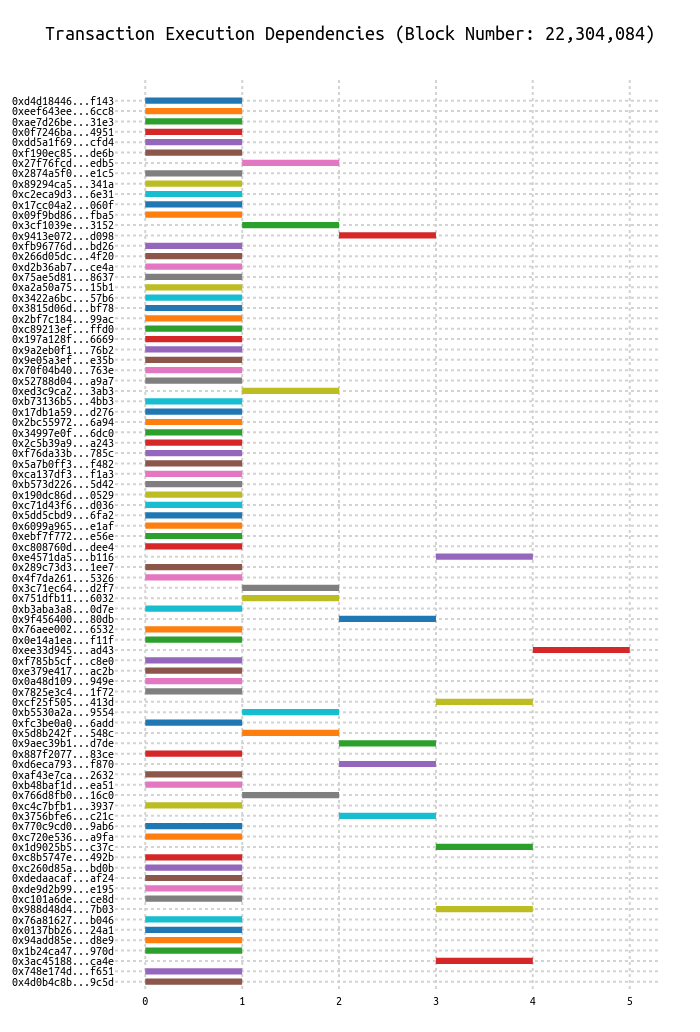 Transaction Execution Dependencies (Block Number: 22,304,084)
0xd4d18446...f143
0xeef643ee...6cc8
0xae7d26be...31e3
0x0f7246ba...4951
0xdd5a1f69...cfd4
0xf190ec85...de6b
0x27f76fcd...edb5
0x2874a5f0...e1c5
0x89294ca5...341a
0xc2eca9d3...6e31
0x17cc04a2...060f
0x09f9bd86...fba5
0x3cf1039e...3152
0x9413e072...d098
0xfb96776d...bd26
0x266d05dc...4f20
0xd2b36ab7...ce4a
0x75ae5d81...8637
0xa2a50a75...15b1
0x3422a6bc...57b6
0x3815d06d...bf78
0x2bf7c184...99ac
0xc89213ef...ffd0
0x197a128f...6669
0x9a2eb0f1...76b2
0x9e05a3ef...e35b
0x70f04b40...763e
0x52788d04...a9a7
0xed3c9ca2...3ab3
0xb73136b5...4bb3
0x17db1a59...d276
0x2bc55972...6a94
0x34997e0f...6dc0
0x2c5b39a9...a243
0xf76da33b...785c
0x5a7b0ff3...f482
0xca137df3...f1a3
0xb573d226...5d42
0x190dc86d...0529
0xc71d43f6...d036
0x5dd5cbd9...6fa2
0x6099a965...e1af
0xebf7f772...e56e
0xc808760d...dee4
0xe4571da5...b116
0x289c73d3...1ee7
0x4f7da261...5326
0x3c71ec64...d2f7
0x751dfb11...6032
0xb3aba3a8...0d7e
0x9f456400...80db
0x76aee002...6532
0x0e14a1ea...f11f
0xee33d945...ad43
0xf785b5cf...c8e0
0xe379e417...ac2b
0x0a48d109...949e
0x7825e3c4...1f72
0xcf25f505...413d
0xb5530a2a...9554
0xfc3be0a0...6add
0x5d8b242f...548c
0x9aec39b1...d7de
0x887f2077...83ce
0xd6eca793...f870
0xaf43e7ca...2632
0xb48baf1d...ea51
0x766d8fb0...16c0
0xc4c7bfb1...3937
0x3756bfe6...c21c
0x770c9cd0...9ab6
0xc720e536...a9fa
0x1d9025b5...c37c
0xc8b5747e...492b
0xc260d85a...bd0b
0xdedaacaf...af24
0xde9d2b99...e195
0xc101a6de...ce8d
0x988d48d4...7b03
0x76a81627...b046
0x0137bb26...24a1
0x94add85e...d8e9
0x1b24ca47...970d
0x3ac45188...ca4e
0x748e174d...f651
0x4d0b4c8b...9c5d
0 1 2 3 4 5